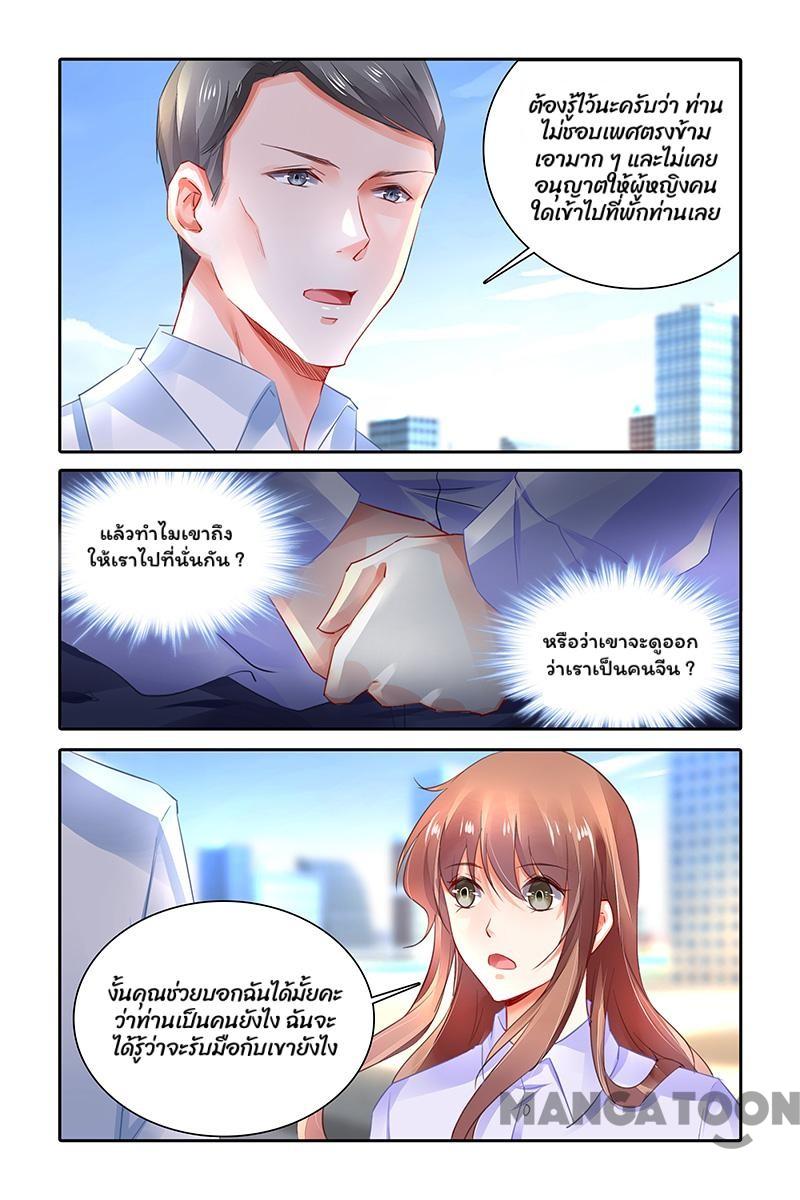 ต้องรู้ไว้นะครับว่า ท่าน
ไม่ชอบเพศตรงข้าม
เอามาก ๆ และไม่เคย
อนุญาตให้ผู้หญิงคน
ใดเข้าไปที่พักท่านเลย
แล้วทำไมเขาถึง
ให้เราไปที่นั่นกัน ?
หรือว่าเขาจะดูออก
ว่าเราเป็นคนจีน ?
งั้นคุณช่วยบอกฉันได้มั้ยคะ
ว่าท่านเป็นคนยังไง ฉันจะ
ได้รู้ว่าจะรับมือกับเขายังไง
MANGATOON